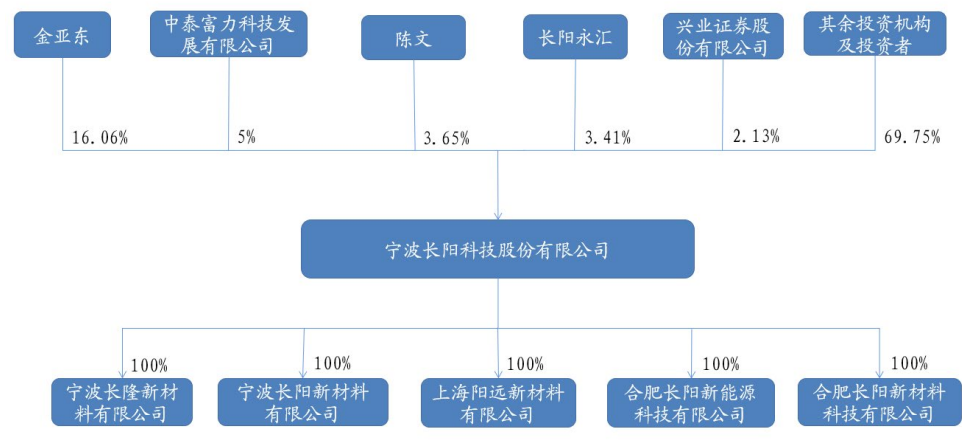 金亚东
中泰富力科技发
展有限公司
陈文
长阳永汇
兴业证券股
份有限公司
其余投资机构
及投资者
16.06%
5%
3.65%
3.41%
2.13%
69.75%
宁波长阳科技股份有限公司
100%
100%
100%
100%
100%
宁波长隆新材
料有限公司
宁波长阳新材料
有限公司
上海阳远新材料
有限公司
合肥长阳新能源
科技有限公司
合肥长阳新材料
科技有限公司